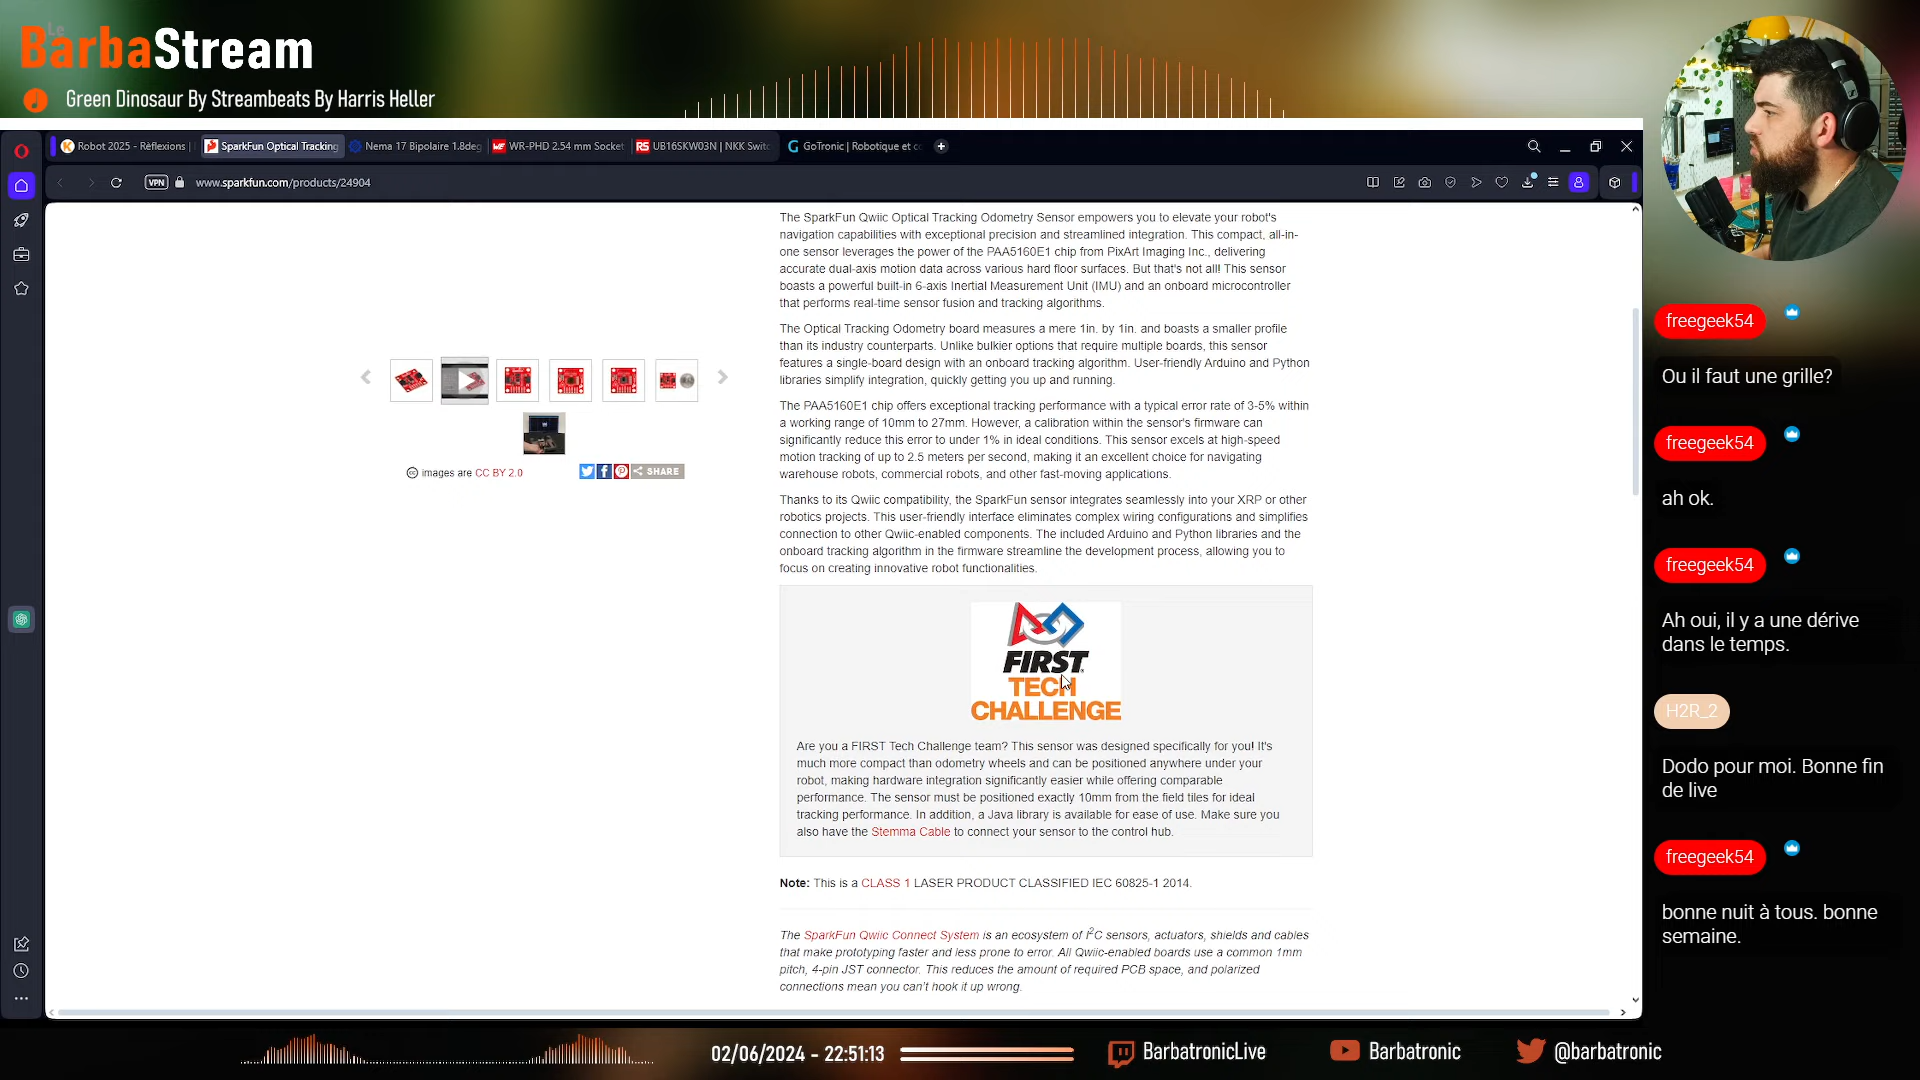 Le
BarbaStream
Green Dinosaur By Streambeats By Harris Heller
Robot 2025 - Réflexions
SparkFun Optical Tracking
Nema 17 Bipolaire 1.8deg
WR-PHD 2.54 mm Socket
RS UB16SKW03N | NKK Switc
GoTronic | Robotique et co
VPN
www.sparkfun.com/products/24904
The SparkFun Qwiic Optical Tracking Odometry Sensor empowers you to elevate your robot's
navigation capabilities with exceptional precision and streamlined integration. This compact, all-in-
one sensor leverages the power of the PAA5160E1 chip from PixArt Imaging Inc., delivering
accurate dual-axis motion data across various hard floor surfaces. But that's not all! This sensor
boasts a powerful built-in 6-axis Inertial Measurement Unit (IMU) and an onboard microcontroller
that performs real-time sensor fusion and tracking algorithms.
The Optical Tracking Odometry board measures a mere 1in. by 1in. and boasts a smaller profile
than its industry counterparts. Unlike bulkier options that require multiple boards, this sensor
features a single-board design with an onboard tracking algorithm. User-friendly Arduino and Python
libraries simplify integration, quickly getting you up and running.
The PAA5160E1 chip offers exceptional tracking performance with a typical error rate of 3-5% within
a working range of 10mm to 27mm. However, a calibration within the sensor's firmware can
significantly reduce this error to under 1% in ideal conditions. This sensor excels at high-speed
motion tracking of up to 2.5 meters per second, making it an excellent choice for navigating
warehouse robots, commercial robots, and other fast-moving applications.
Thanks to its Qwiic compatibility, the SparkFun sensor integrates seamlessly into your XRP or other
robotics projects. This user-friendly interface eliminates complex wiring configurations and simplifies
connection to other Qwiic-enabled components. The included Arduino and Python libraries and the
onboard tracking algorithm in the firmware streamline the development process, allowing you to
focus on creating innovative robot functionalities.
images are CC BY 2.0
SHARE
FIRST
TECH
CHALLENGE
Are you a FIRST Tech Challenge team? This sensor was designed specifically for you! It's
much more compact than odometry wheels and can be positioned anywhere under your
robot, making hardware integration significantly easier while offering comparable
performance. The sensor must be positioned exactly 10mm from the field tiles for ideal
tracking performance. In addition, a Java library is available for ease of use. Make sure you
also have the Stemma Cable to connect your sensor to the control hub.
Note: This is a CLASS 1 LASER PRODUCT CLASSIFIED IEC 60825-1 2014.
The SparkFun Qwiic Connect System is an ecosystem of I2C sensors, actuators, shields and cables
that make prototyping faster and less prone to error. All Qwiic-enabled boards use a common 1mm
pitch, 4-pin JST connector. This reduces the amount of required PCB space, and polarized
connections mean you can't hook it up wrong.
freegeek54
Ou il faut une grille?
freegeek54
ah ok.
freegeek54
Ah oui, il y a une dérive
dans le temps.
H2R_2
Dodo pour moi. Bonne fin
de live
freegeek54
bonne nuit à tous. bonne
semaine.
02/06/2024 - 22:51:13
BarbatronicLive
Barbatronic
@barbatronic